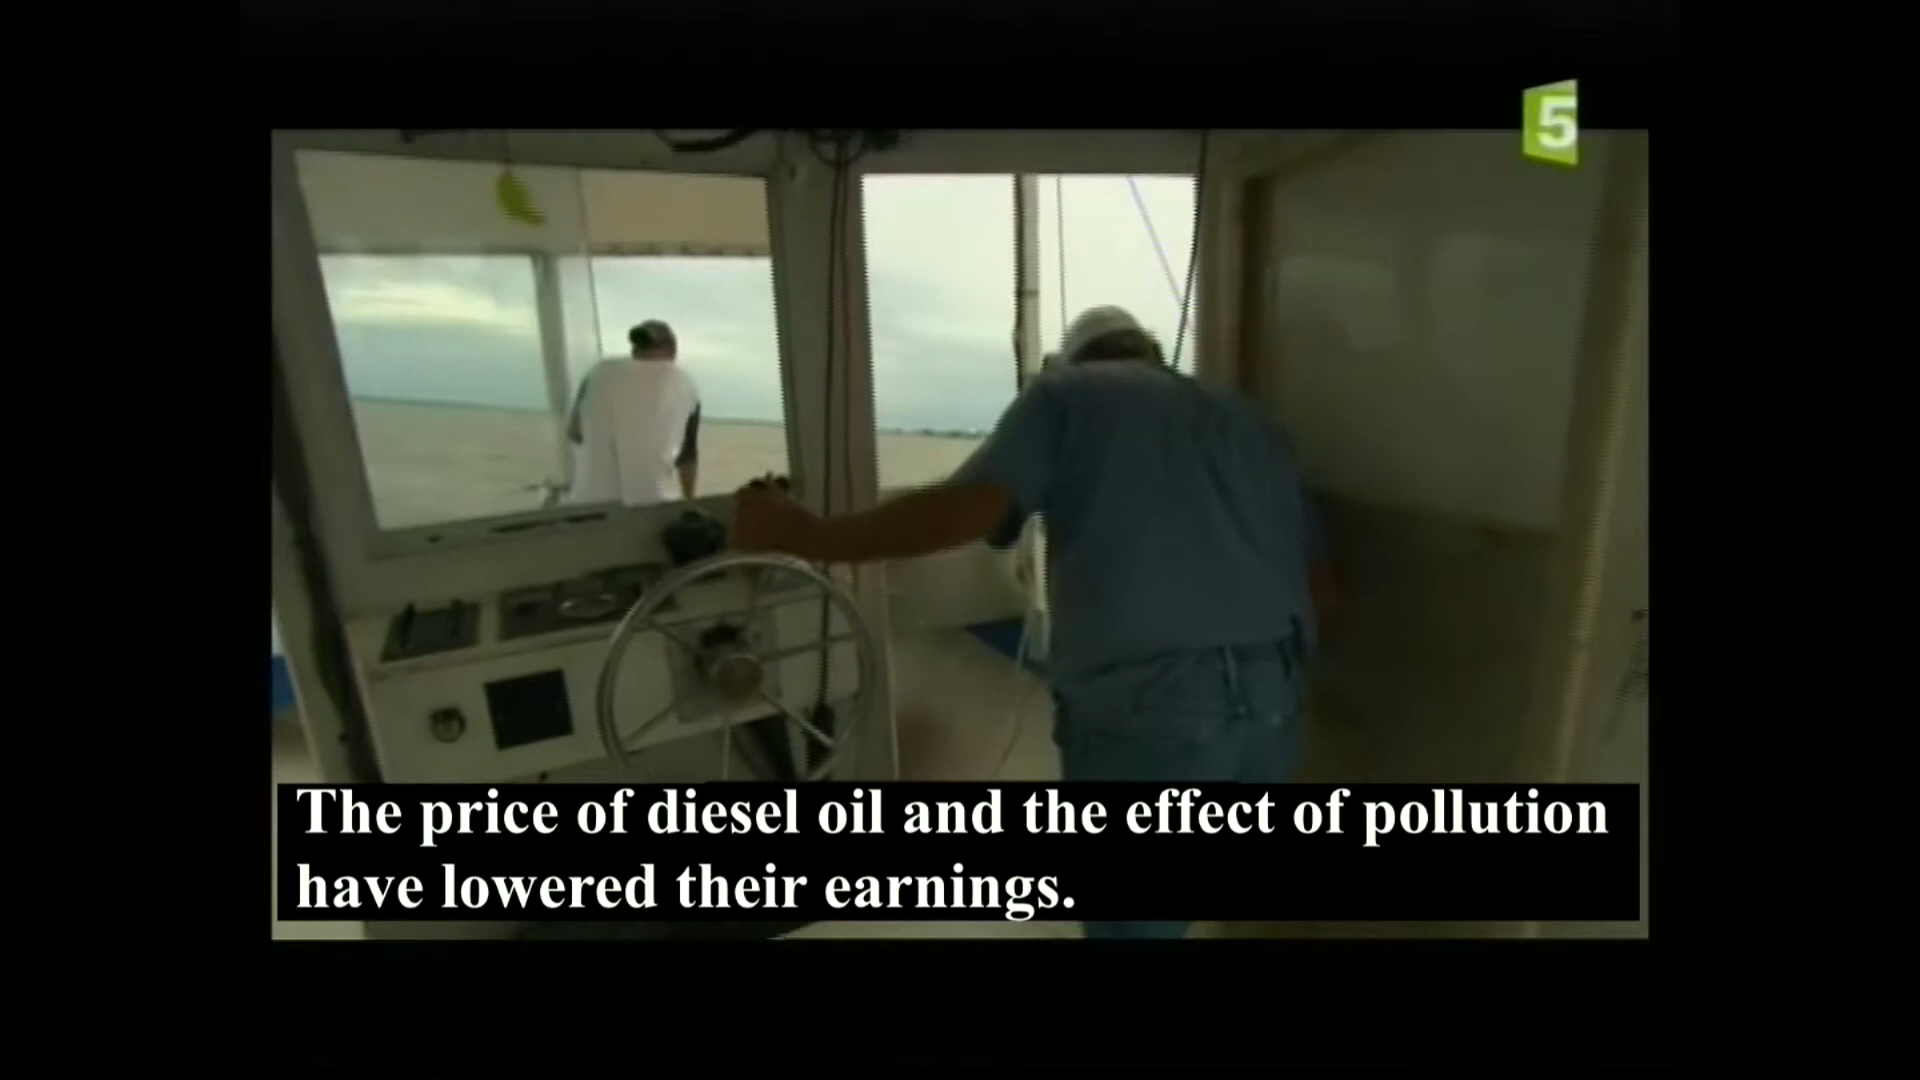 5
The price of diesel oil and the effect of pollution
have lowered their earnings.